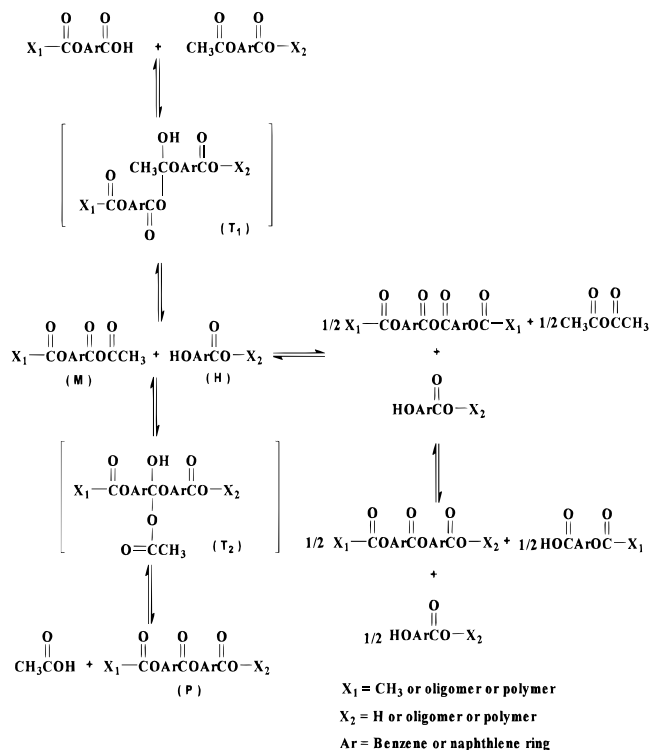 O O O O
X₁—COArCOH + CH₃COArCO—X₂
OH O
CH₃COArCO—X₂
O
X₁—COArCO
O
(T₁)
O O O O
X₁—COArCOCCH₃ + HOArCO—X₂
(M) (H)
O O O O O O
1/2 X₁—COArCOCArOC—X₁ + 1/2CH₃COCCH₃
+
O
HOArCO—X₂
O OH O
X₁—COArCOArCO—X₂
O
O=CCH₃
(T₂)
O O O O O
1/2 X₁—COArCOArCO—X₂ + 1/2 HOCArOC—X₁
+
O
1/2 HOArCO—X₂
O O O O
CH₃COH + X₁—COArCOArCO—X₂
(P)
X₁ = CH₃ or oligomer or polymer
X₂ = H or oligomer or polymer
Ar = Benzene or naphthlene ring